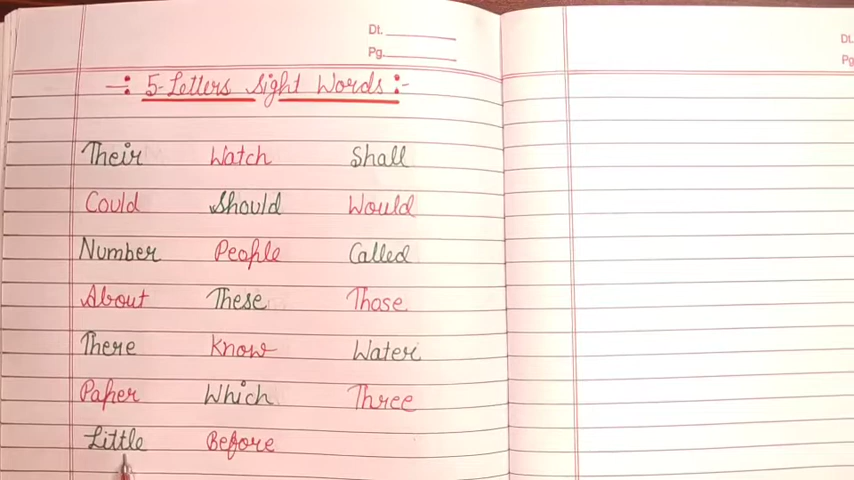 Dt.
Pg.
Dt.
Pg
-: 5-Letters Sight Words :-
Their Watch Shall
Could Should Would
Number People Called
About These Those
There Know Water
Paper Which Three
Little Before